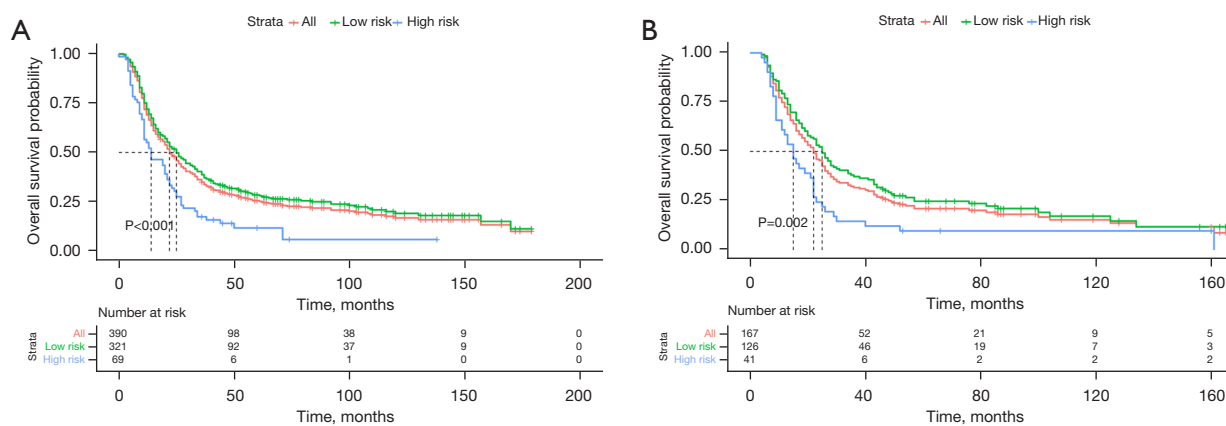 A
Strata All Low risk High risk
Overall survival probability
1.00
0.75
0.50
0.25
0.00
P<0.001
0 50 100 150 200
Time, months
Number at risk
Strata
All 390 98 38 9 0
Low risk 321 92 37 9 0
High risk 69 6 1 0 0
0 50 100 150 200
Time, months
B
Strata All Low risk High risk
Overall survival probability
1.00
0.75
0.50
0.25
0.00
P=0.002
0 40 80 120 160
Time, months
Number at risk
Strata
All 167 52 21 9 5
Low risk 126 46 19 7 3
High risk 41 6 2 2 2
0 40 80 120 160
Time, months